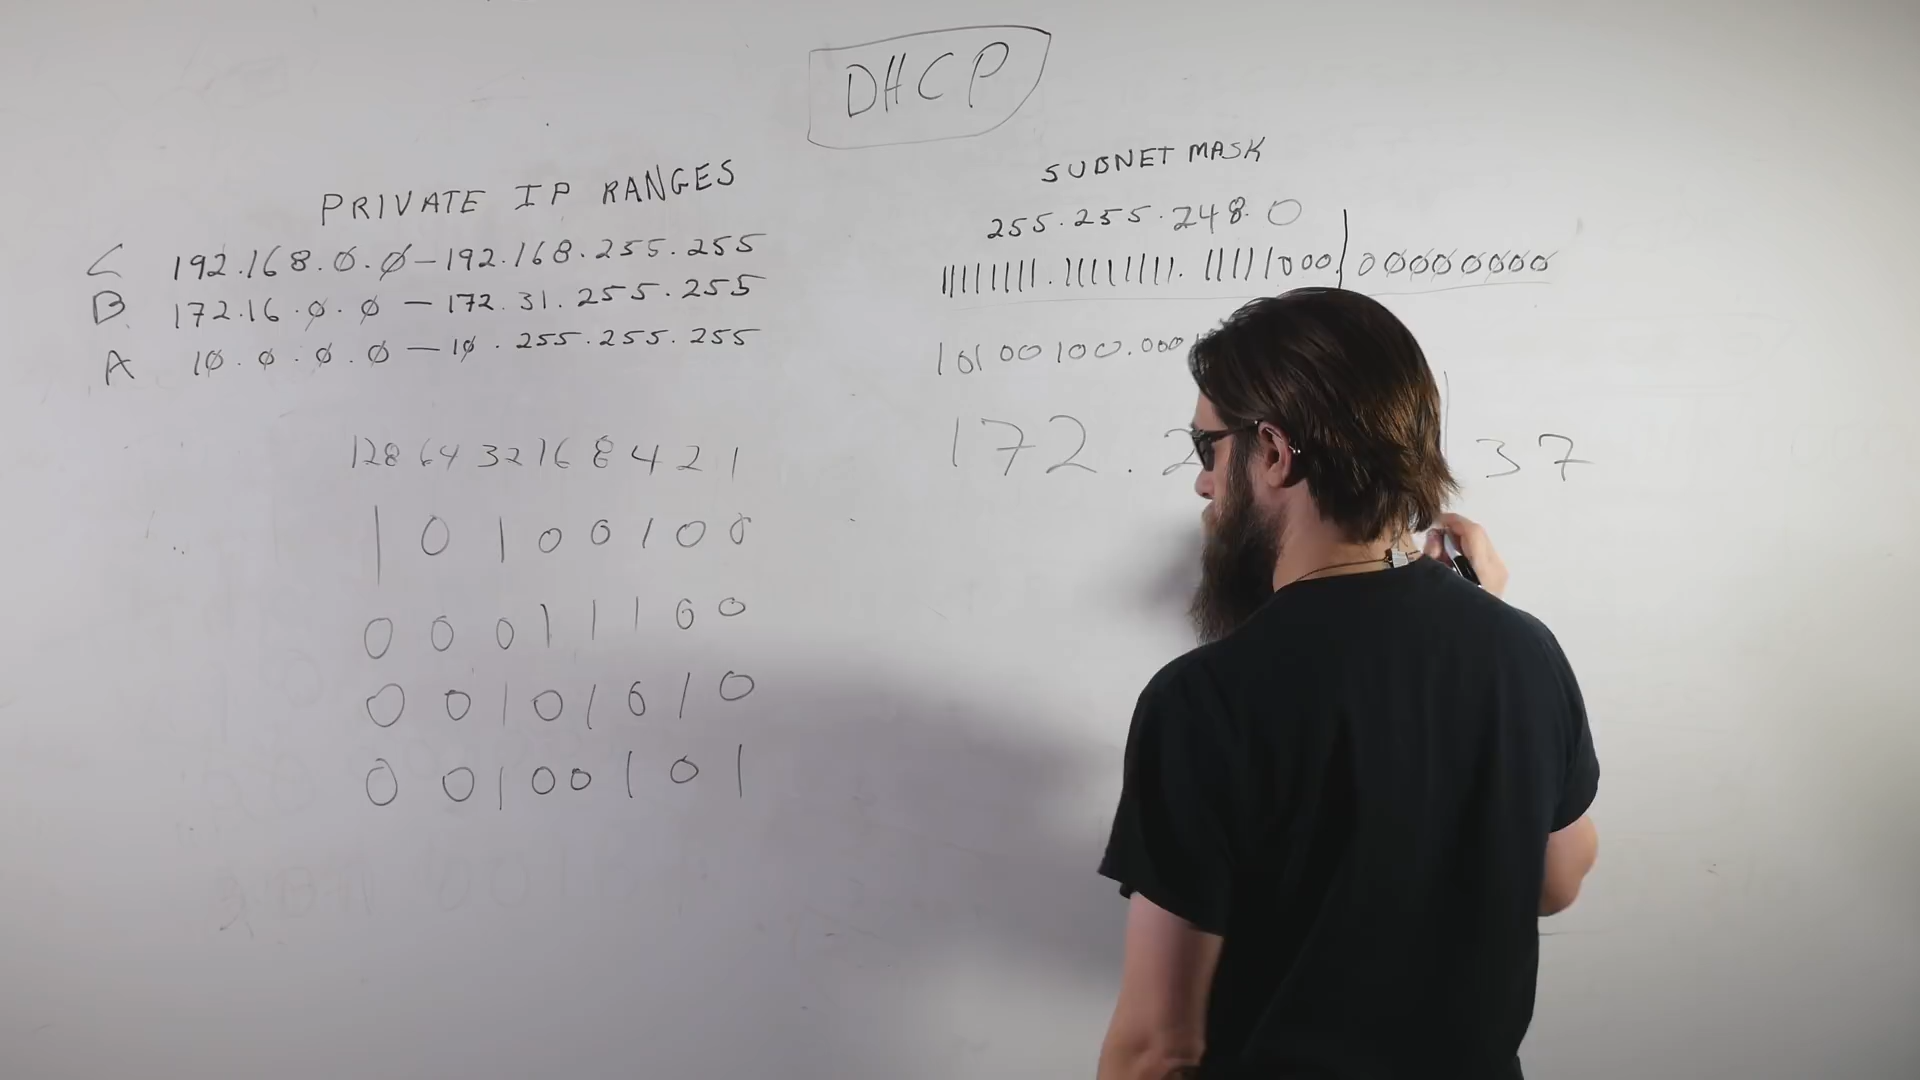 DHCP
PRIVATE IP RANGES
C 192.168.0.0-192.168.255.255
B 172.16.0.0-172.31.255.255
A 10.0.0.0-10.255.255.255
128 64 32 16 8 4 2 1
1 0 1 0 0 1 0 0
0 0 0 1 1 1 0 0
0 0 1 0 1 0 1 0
0 0 1 0 0 1 0 1
SUBNET MASK
255.255.248.0
11111111.11111111.11111000.00000000
10100100.000
172.2 37